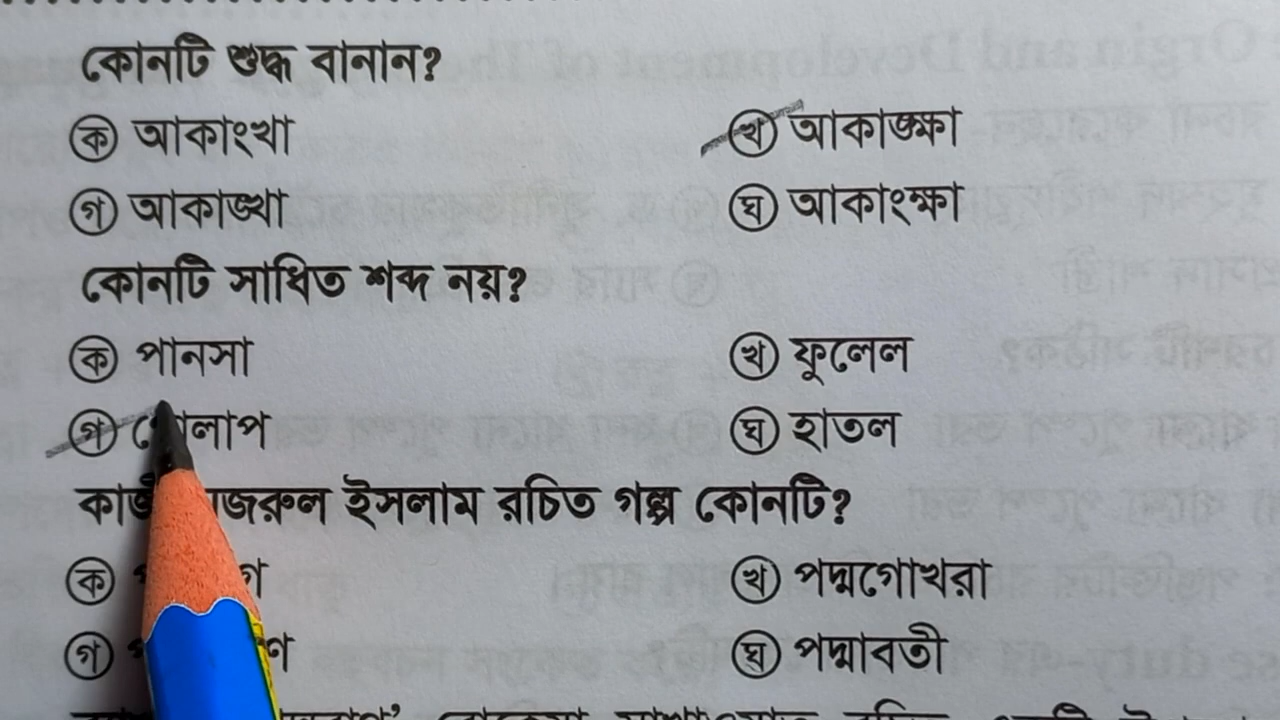 কোনটি শুদ্ধ বানান?
ক আকাংখা খ আকাঙ্ক্ষা
গ আকাঙ্খা ঘ আকাংক্ষা
কোনটি সাধিত শব্দ নয়?
ক পানসা খ ফুলেল
গ গোলাপ ঘ হাতল
কাজী নজরুল ইসলাম রচিত গল্প কোনটি?
ক খ পদ্মগোখরা
গ ঘ পদ্মাবতী